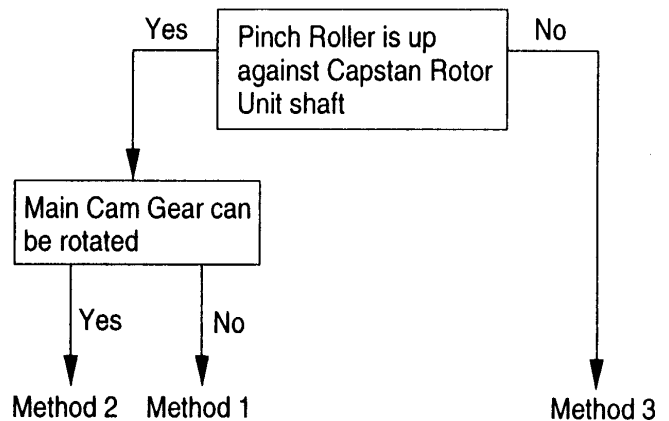 Yes
Pinch Roller is up
against Capstan Rotor
Unit shaft
No
Main Cam Gear can
be rotated
Yes
No
Method 2
Method 1
Method 3